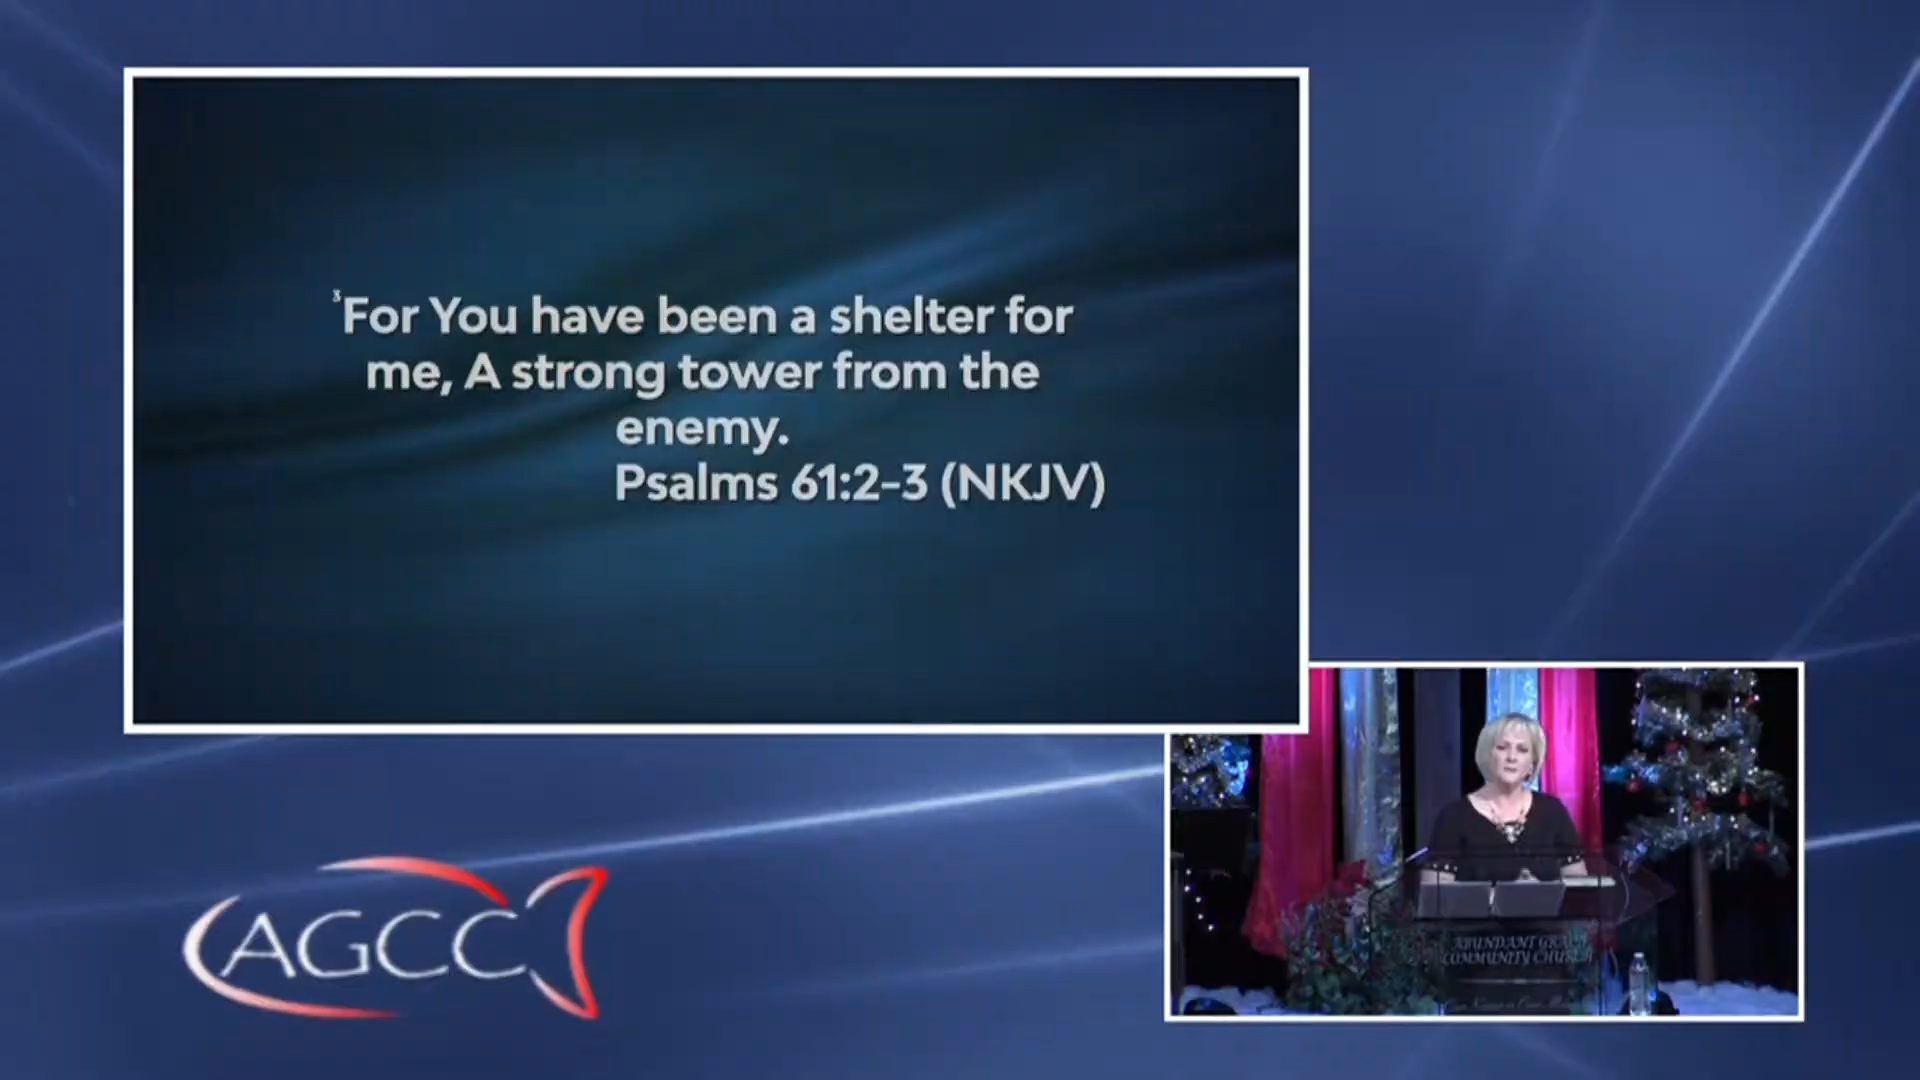 ³For You have been a shelter for
me, A strong tower from the
enemy.
Psalms 61:2-3 (NKJV)
AGCC
ABUNDANT GRACE
COMMUNITY CHURCH